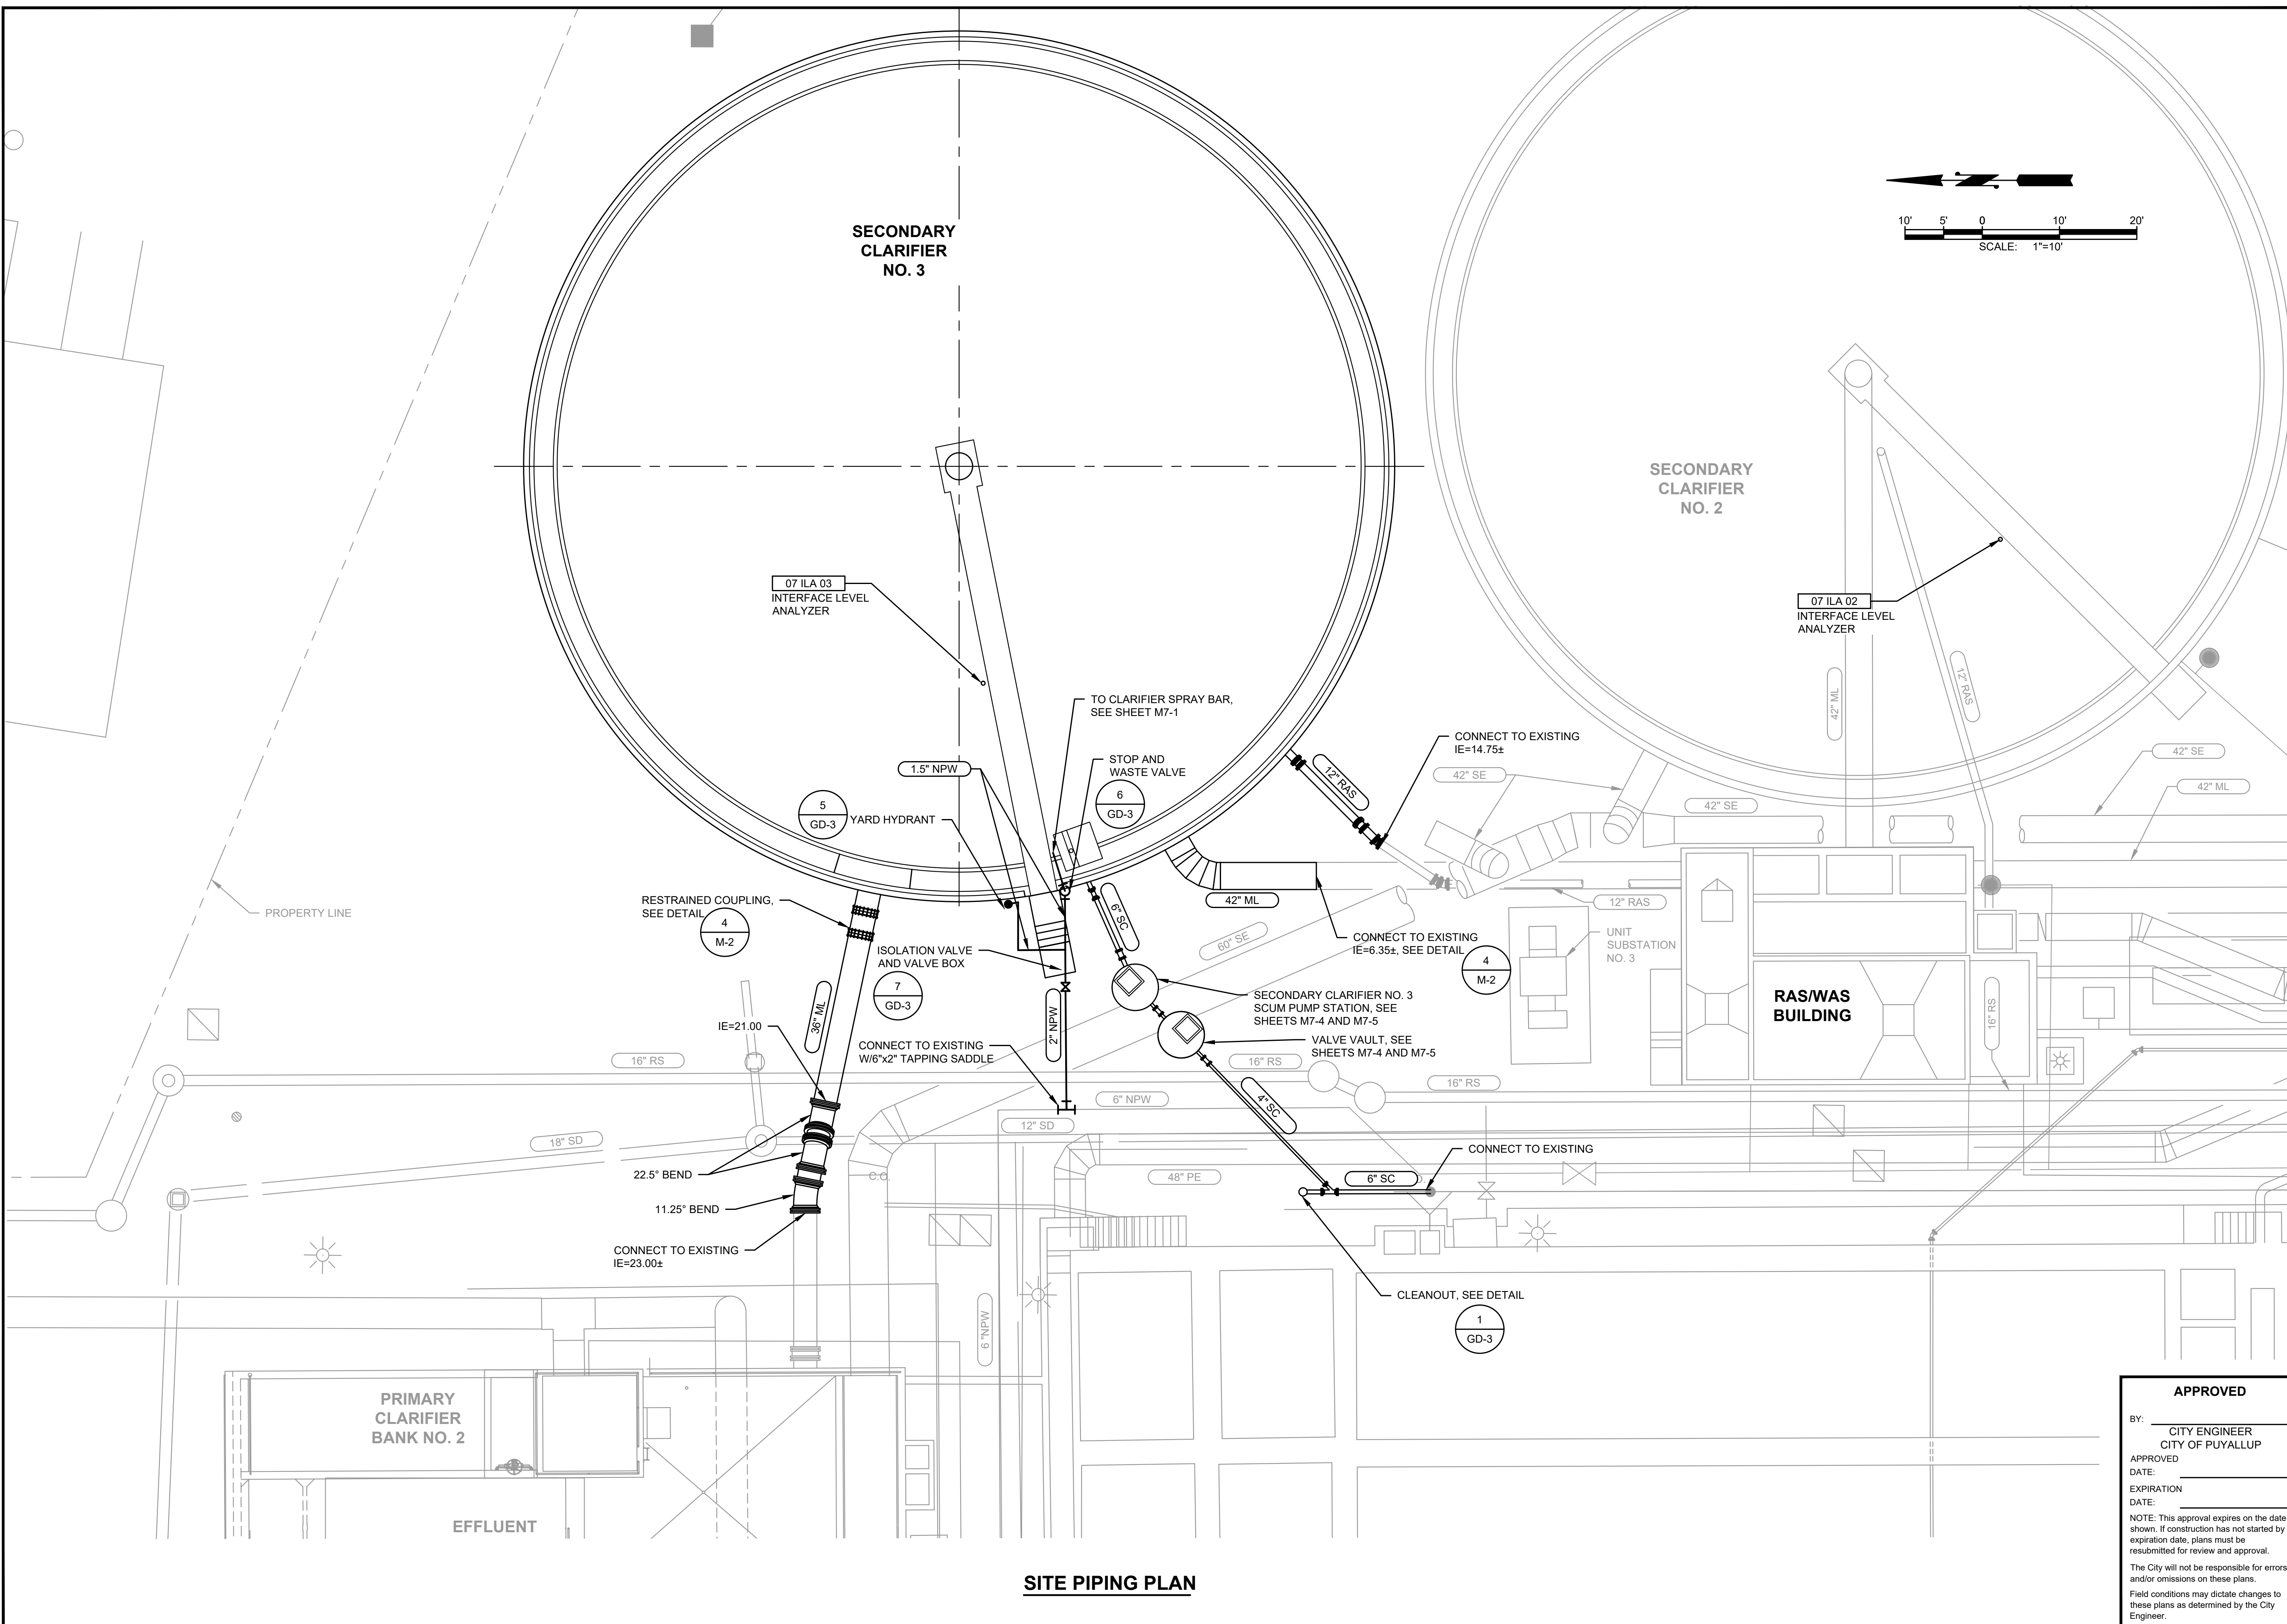 SECONDARY
CLARIFIER
NO. 3
10' 5' 0 10' 20'
SCALE: 1"=10'
SECONDARY
CLARIFIER
NO. 2
07 ILA 03
INTERFACE LEVEL
ANALYZER
07 ILA 02
INTERFACE LEVEL
ANALYZER
42" ML
12" RAS
TO CLARIFIER SPRAY BAR,
SEE SHEET M7-1
CONNECT TO EXISTING
IE=14.75±
42" SE
42" SE
42" ML
42" SE
12" RAS
1.5" NPW
STOP AND
WASTE VALVE
6
GD-3
5
GD-3
YARD HYDRANT
PROPERTY LINE
RESTRAINED COUPLING,
SEE DETAIL
4
M-2
6" SC
42" ML
12" RAS
60" SE
UNIT
SUBSTATION
NO. 3
CONNECT TO EXISTING
IE=6.35±, SEE DETAIL
4
M-2
ISOLATION VALVE
AND VALVE BOX
7
GD-3
36" ML
IE=21.00
2" NPW
SECONDARY CLARIFIER NO. 3
SCUM PUMP STATION, SEE
SHEETS M7-4 AND M7-5
RAS/WAS
BUILDING
16" RS
CONNECT TO EXISTING
W/6"x2" TAPPING SADDLE
VALVE VAULT, SEE
SHEETS M7-4 AND M7-5
16" RS
16" RS
16" RS
6" NPW
4" SC
12" SD
18" SD
22.5° BEND
C.O.
48" PE
CONNECT TO EXISTING
6" SC
11.25° BEND
CONNECT TO EXISTING
IE=23.00±
CLEANOUT, SEE DETAIL
1
GD-3
6 "NPW
PRIMARY
CLARIFIER
BANK NO. 2
EFFLUENT
SITE PIPING PLAN
APPROVED
BY:
CITY ENGINEER
CITY OF PUYALLUP
APPROVED
DATE:
EXPIRATION
DATE:
NOTE: This approval expires on the date
shown. If construction has not started by
expiration date, plans must be
resubmitted for review and approval.
The City will not be responsible for errors
and/or omissions on these plans.
Field conditions may dictate changes to
these plans as determined by the City
Engineer.